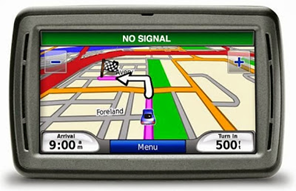 NO SIGNAL
Foreland
Arrival
9:00 a m
Menu
Turn in
500 f t